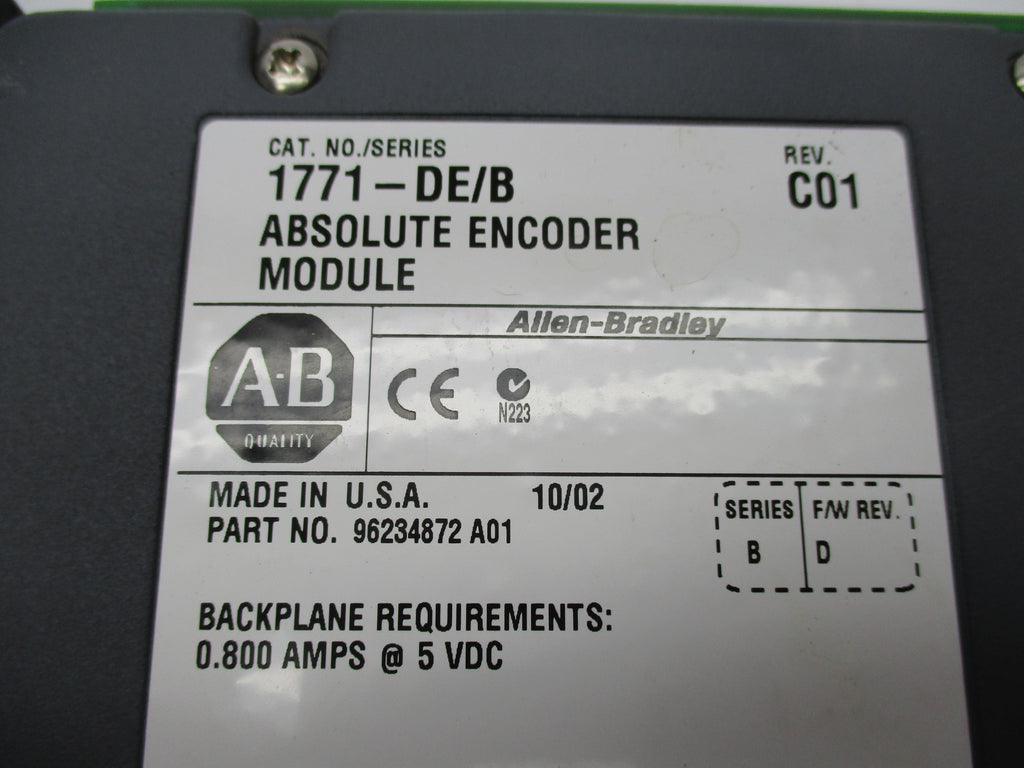 CAT. NO./SERIES
1771-DE/B
ABSOLUTE ENCODER
MODULE
REV.
C01
Allen-Bradley
A-B
QUALITY
CE
N223
MADE IN U.S.A. 10/02
PART NO. 96234872 A01
SERIES F/W REV.
B D
BACKPLANE REQUIREMENTS:
0.800 AMPS @ 5 VDC